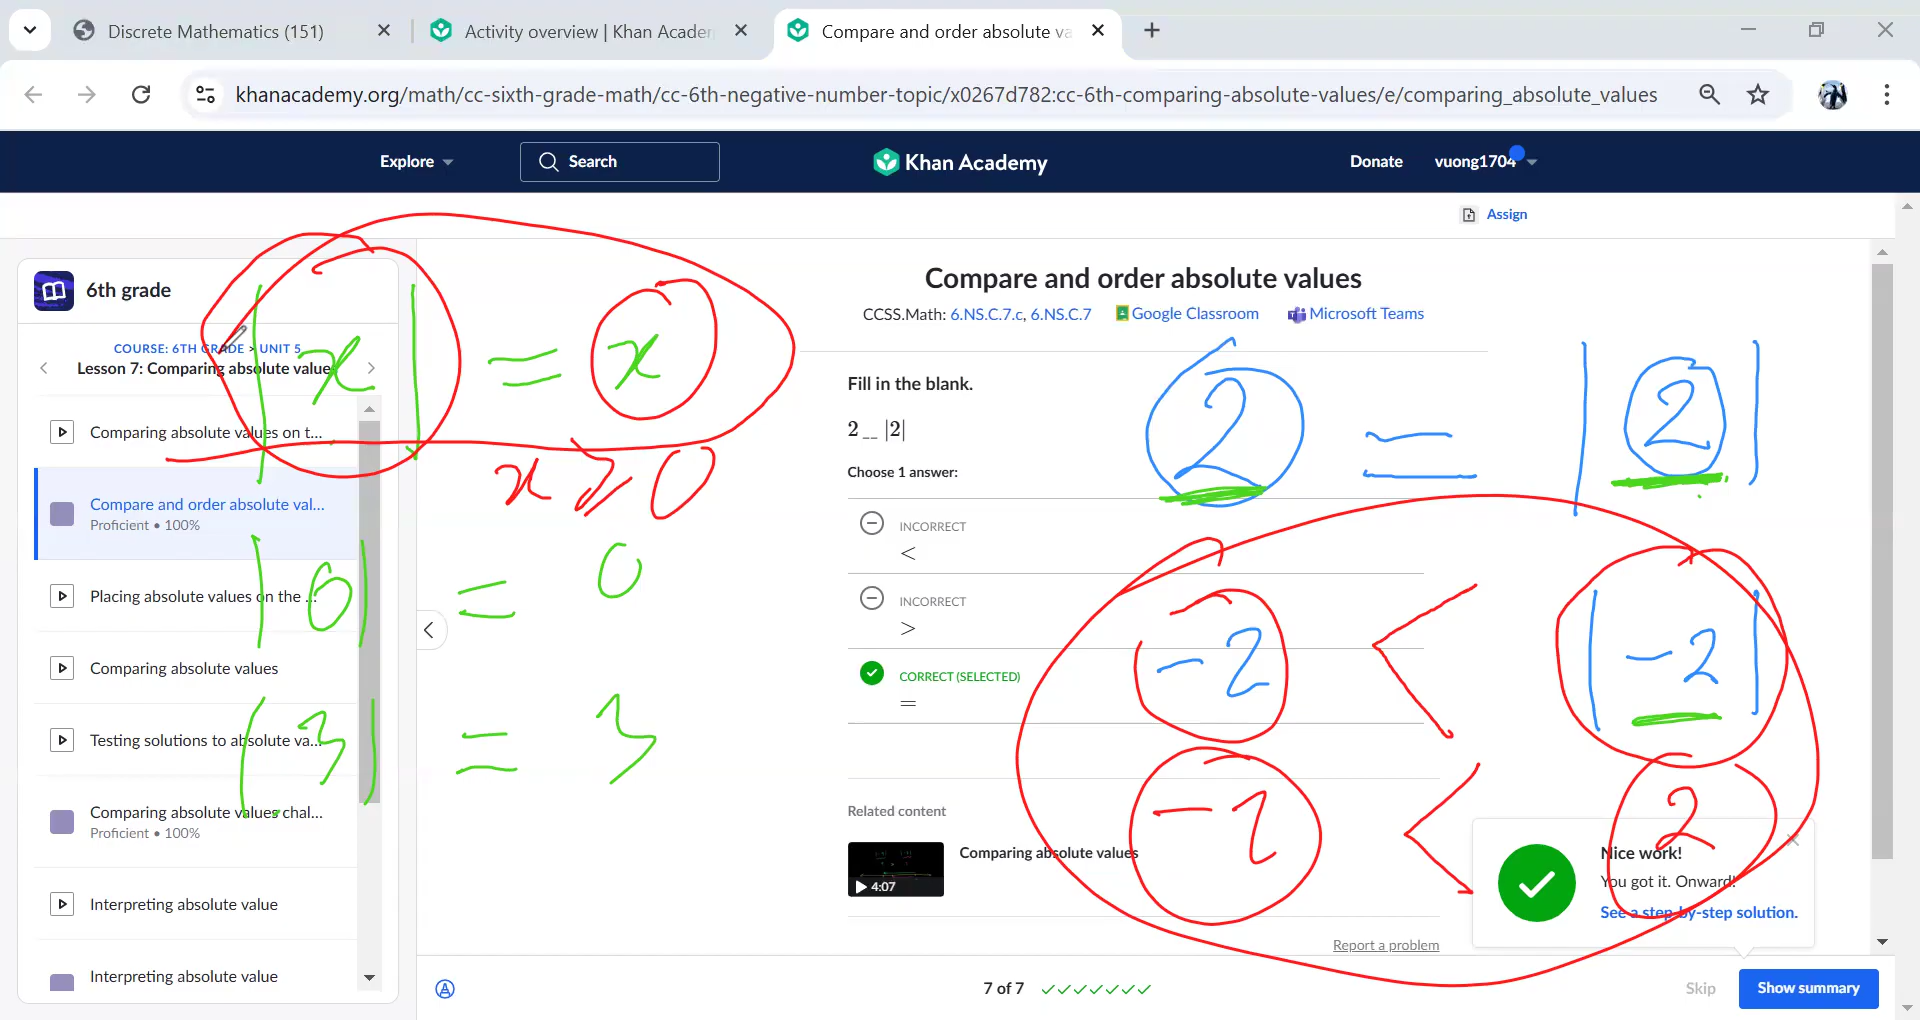 Discrete Mathematics (151)
Activity overview | Khan Academ
Compare and order absolute va
khanacademy.org/math/cc-sixth-grade-math/cc-6th-negative-number-topic/x0267d782:cc-6th-comparing-absolute-values/e/comparing_absolute_values
Explore
Search
Khan Academy
Donate
vuong1704
Assign
6th grade
COURSE: 6TH GRADE > UNIT 5
Lesson 7: Comparing absolute value
Comparing absolute values on t...
Compare and order absolute val...
Proficient • 100%
Placing absolute values on the ...
Comparing absolute values
Testing solutions to absolute va...
Comparing absolute values chal...
Proficient • 100%
Interpreting absolute value
Interpreting absolute value
|x| = x
x ≥ 0
|0| = 0
|3| = 3
Compare and order absolute values
CCSS.Math: 6.NS.C.7.c, 6.NS.C.7
Google Classroom
Microsoft Teams
Fill in the blank.
2 __ |2|
Choose 1 answer:
INCORRECT
<
INCORRECT
>
CORRECT (SELECTED)
=
2 = |2|
-2 < |-2|
-2 < 2
Related content
4:07
Comparing absolute values
Report a problem
Nice work!
You got it. Onward!
See a step-by-step solution.
7 of 7
Skip
Show summary